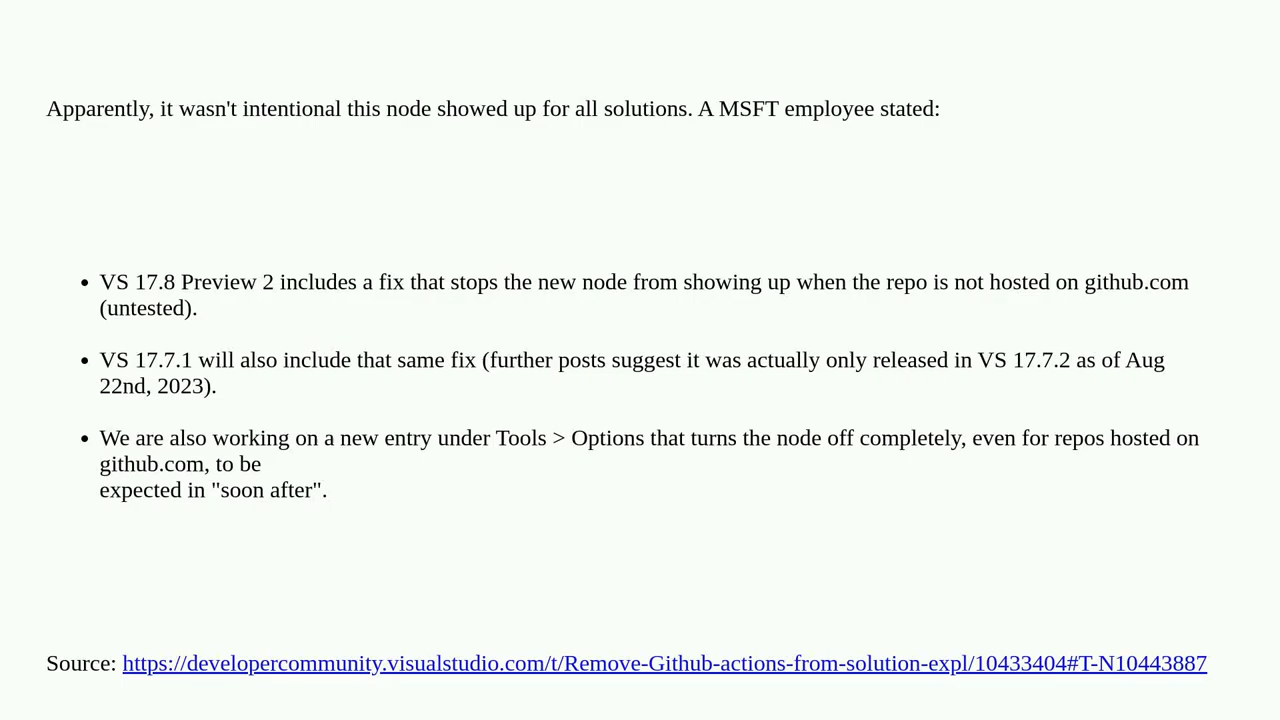 Apparently, it wasn't intentional this node showed up for all solutions. A MSFT employee stated:
• VS 17.8 Preview 2 includes a fix that stops the new node from showing up when the repo is not hosted on github.com
(untested).
• VS 17.7.1 will also include that same fix (further posts suggest it was actually only released in VS 17.7.2 as of Aug
22nd, 2023).
• We are also working on a new entry under Tools > Options that turns the node off completely, even for repos hosted on
github.com, to be
expected in "soon after".
Source: https://developercommunity.visualstudio.com/t/Remove-Github-actions-from-solution-expl/10433404#T-N10443887